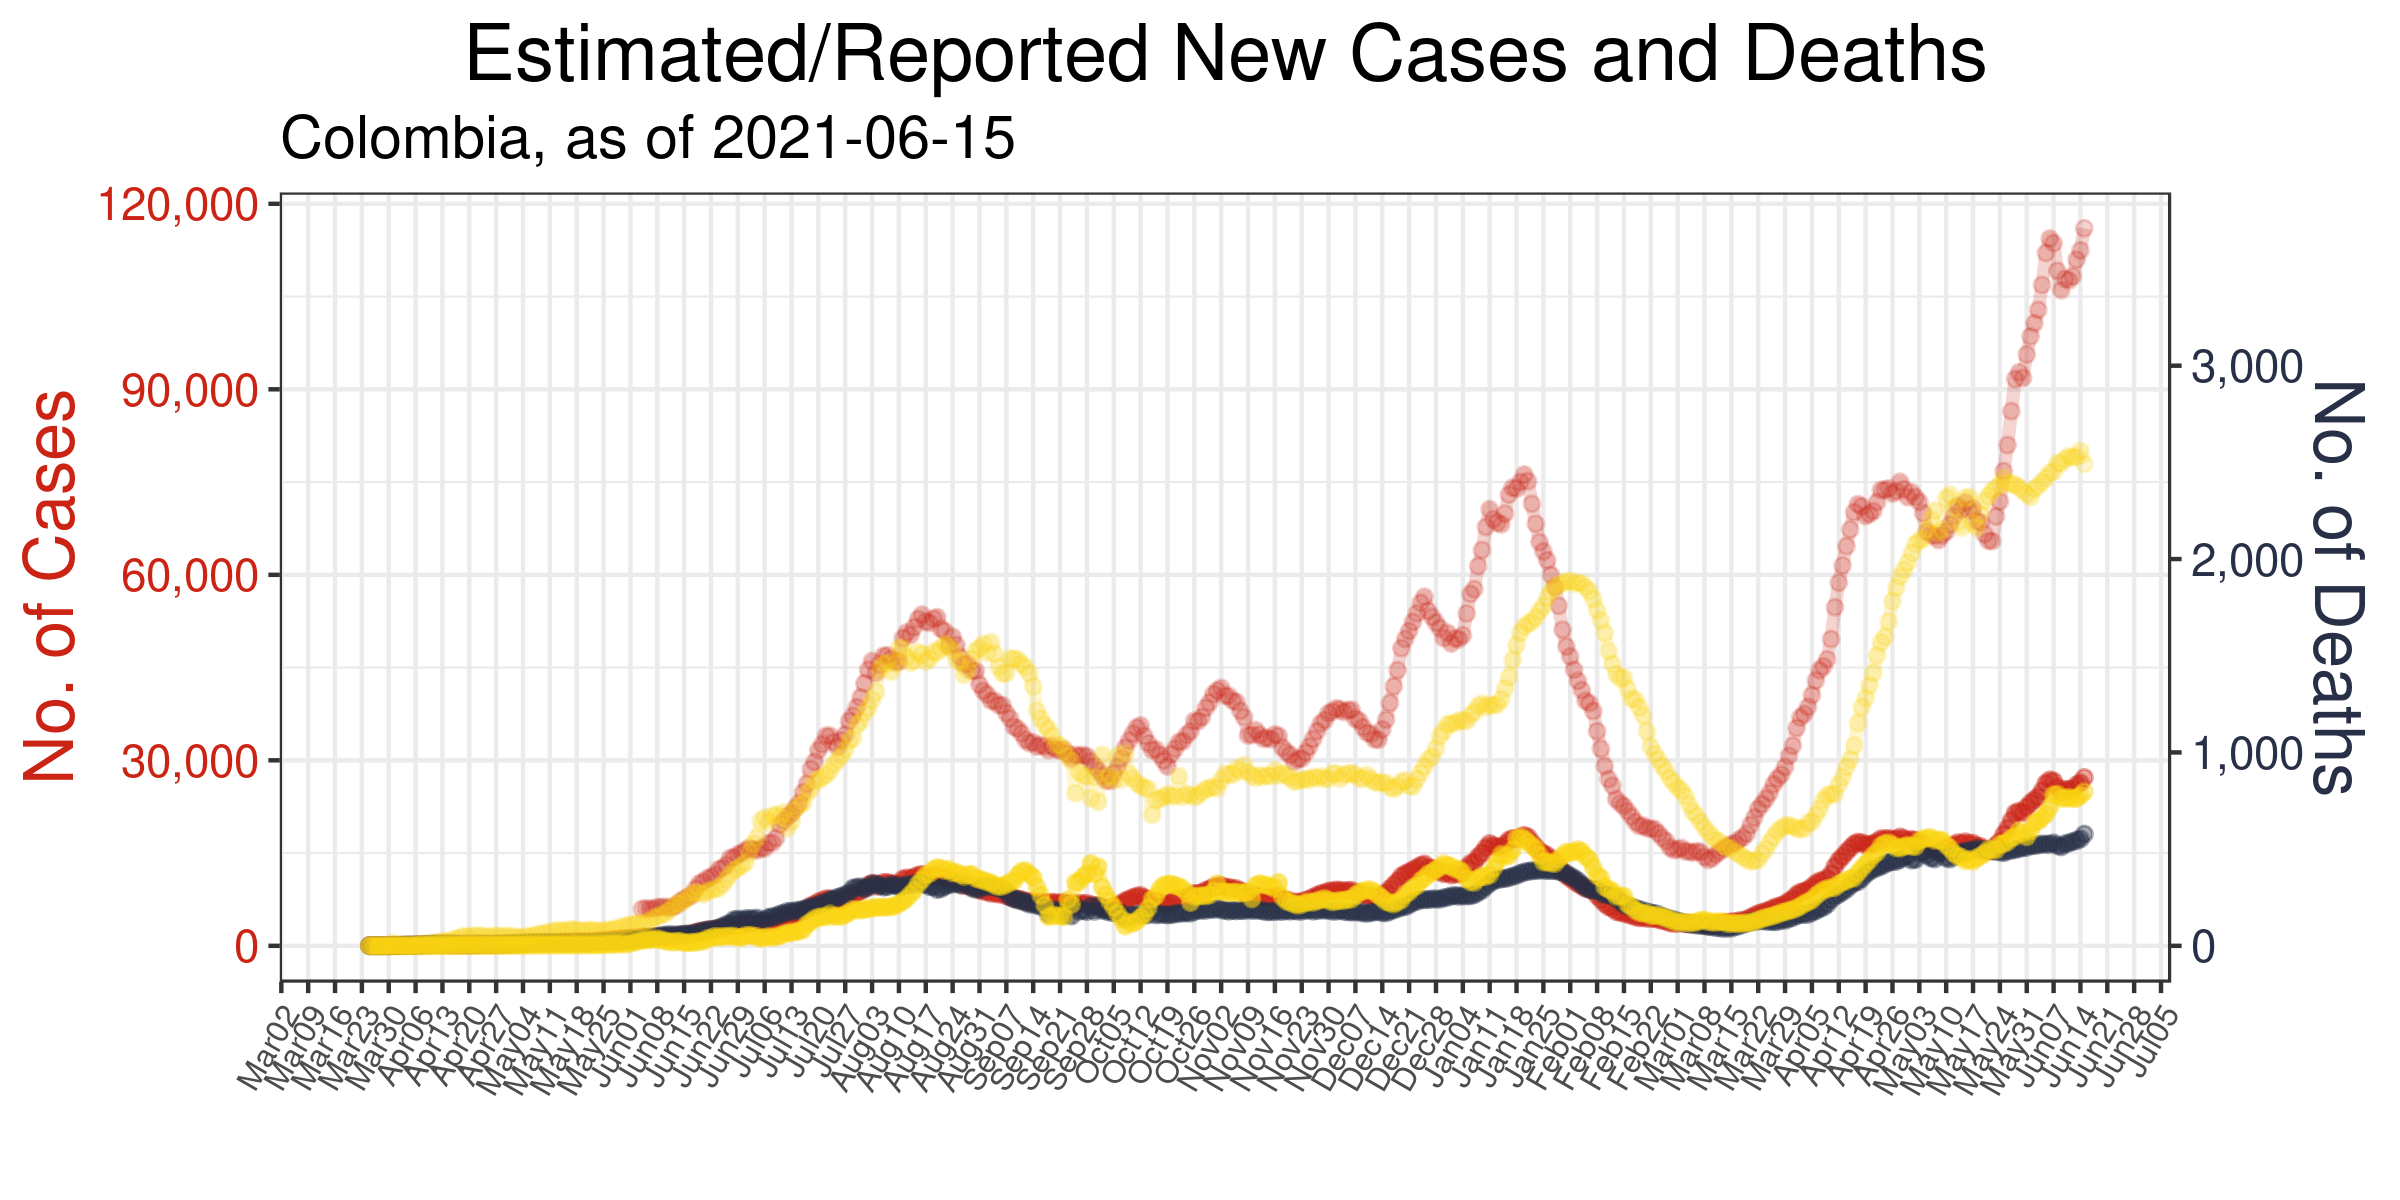 Estimated/Reported New Cases and Deaths
Colombia, as of 2021-06-15
No. of Cases
120,000
90,000
60,000
30,000
0
3,000
2,000
1,000
0
No. of Deaths
Mar02
Mar09
Mar16
Mar23
Mar30
Apr06
Apr13
Apr20
Apr27
May04
May11
May18
May25
Jun01
Jun08
Jun15
Jun22
Jun29
Jul06
Jul13
Jul20
Jul27
Aug03
Aug10
Aug17
Aug24
Aug31
Sep07
Sep14
Sep21
Sep28
Oct05
Oct12
Oct19
Oct26
Nov02
Nov09
Nov16
Nov23
Nov30
Dec07
Dec14
Dec21
Dec28
Dec04
Jan11
Jan18
Jan25
Feb01
Feb08
Feb15
Feb22
Mar01
Mar08
Mar15
Mar22
Mar29
Apr05
Apr12
Apr19
Apr26
May03
May10
May17
May24
May31
Jun07
Jun14
Jun21
Jun28
Jul05